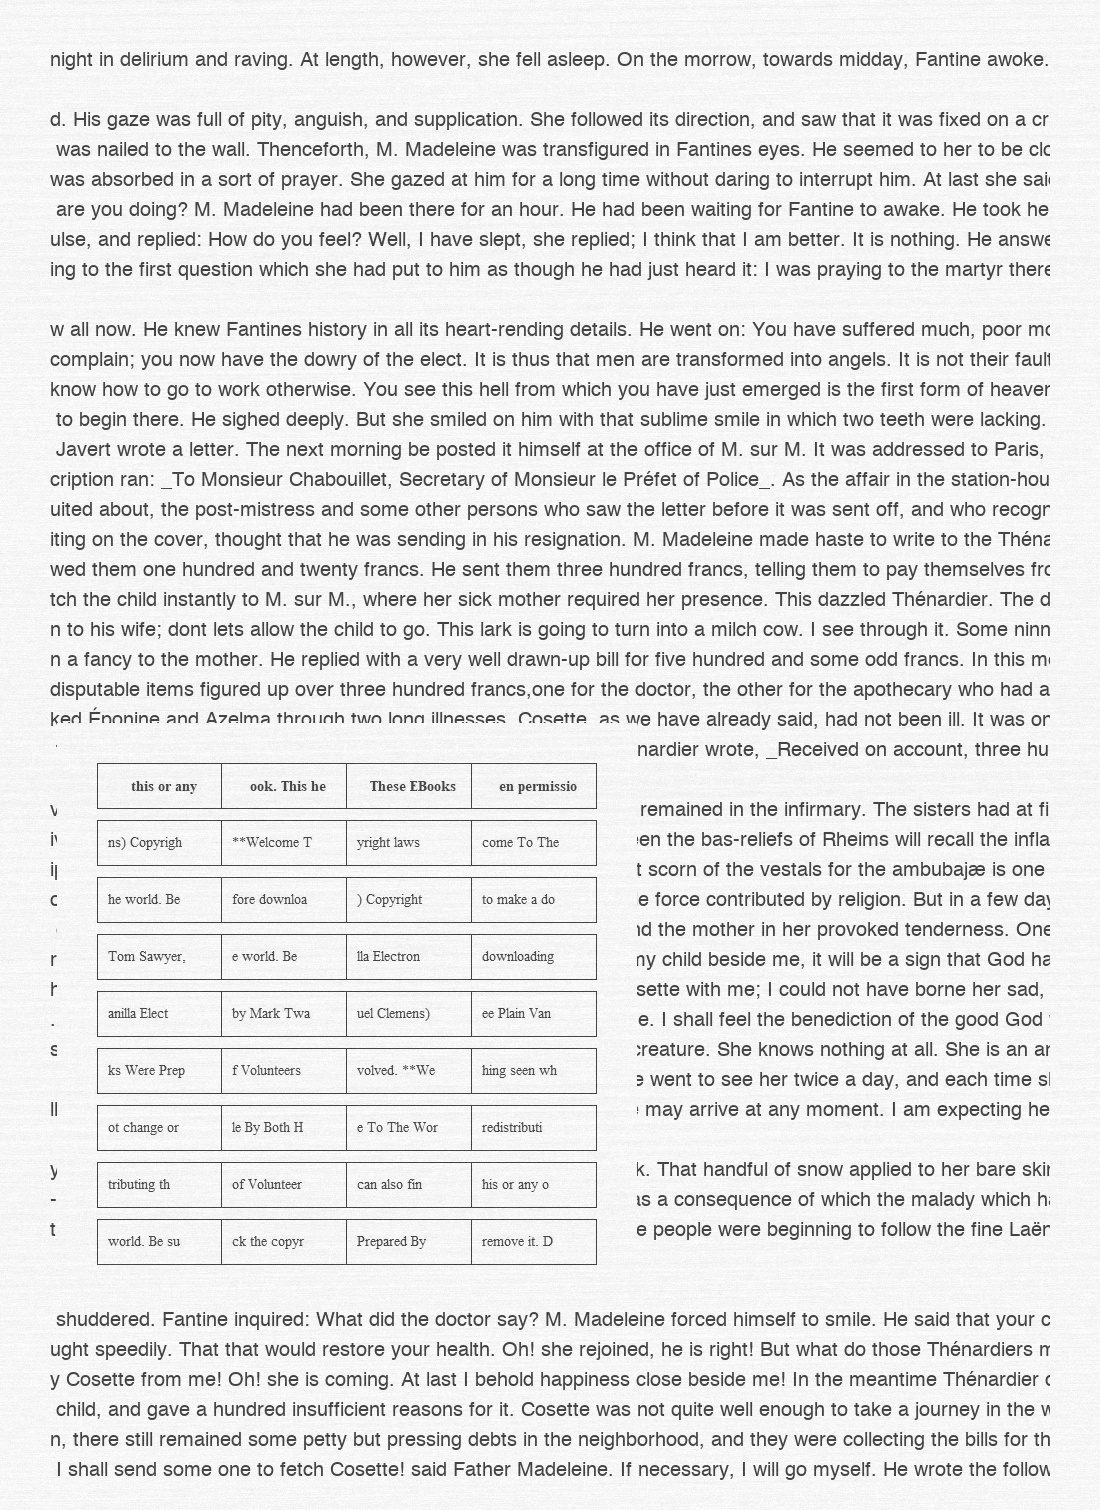 night in delirium and raving. At length, however, she fell asleep. On the morrow, towards midday, Fantine awoke.
d. His gaze was full of pity, anguish, and supplication. She followed its direction, and saw that it was fixed on a cr
was nailed to the wall. Thenceforth, M. Madeleine was transfigured in Fantines eyes. He seemed to her to be clo
was absorbed in a sort of prayer. She gazed at him for a long time without daring to interrupt him. At last she said
are you doing? M. Madeleine had been there for an hour. He had been waiting for Fantine to awake. He took he
ulse, and replied: How do you feel? Well, I have slept, she replied; I think that I am better. It is nothing. He answe
ing to the first question which she had put to him as though he had just heard it: I was praying to the martyr there
w all now. He knew Fantines history in all its heart-rending details. He went on: You have suffered much, poor mo
complain; you now have the dowry of the elect. It is thus that men are transformed into angels. It is not their fault
know how to go to work otherwise. You see this hell from which you have just emerged is the first form of heaven
to begin there. He sighed deeply. But she smiled on him with that sublime smile in which two teeth were lacking.
Javert wrote a letter. The next morning be posted it himself at the office of M. sur M. It was addressed to Paris,
cription ran: _To Monsieur Chabouillet, Secretary of Monsieur le Préfet of Police_. As the affair in the station-hou
uited about, the post-mistress and some other persons who saw the letter before it was sent off, and who recogn
iting on the cover, thought that he was sending in his resignation. M. Madeleine made haste to write to the Théna
wed them one hundred and twenty francs. He sent them three hundred francs, telling them to pay themselves fro
tch the child instantly to M. sur M., where her sick mother required her presence. This dazzled Thénardier. The d
n to his wife; dont lets allow the child to go. This lark is going to turn into a milch cow. I see through it. Some ninn
n a fancy to the mother. He replied with a very well drawn-up bill for five hundred and some odd francs. In this me
disputable items figured up over three hundred francs,one for the doctor, the other for the apothecary who had a
ked Éponine and Azelma through two long illnesses. Cosette, as we have already said, had not been ill. It was on
nardier wrote, _Received on account, three hu
this or any ook. This he These EBooks en permissio
ns) Copyrigh **Welcome T yright laws come To The
he world. Be fore downloa ) Copyright to make a do
Tom Sawyer, e world. Be lla Electron downloading
anilla Elect by Mark Twa uel Clemens) ee Plain Van
ks Were Prep f Volunteers volved. **We hing seen wh
ot change or le By Both H e To The Wor redistributi
tributing th of Volunteer can also fin his or any o
world. Be su ck the copyr Prepared By remove it. D
remained in the infirmary. The sisters had at fi
en the bas-reliefs of Rheims will recall the infla
t scorn of the vestals for the ambubajæ is one
e force contributed by religion. But in a few day
nd the mother in her provoked tenderness. One
my child beside me, it will be a sign that God ha
sette with me; I could not have borne her sad,
e. I shall feel the benediction of the good God
creature. She knows nothing at all. She is an an
e went to see her twice a day, and each time sh
may arrive at any moment. I am expecting he
k. That handful of snow applied to her bare skin
as a consequence of which the malady which ha
e people were beginning to follow the fine Laën
shuddered. Fantine inquired: What did the doctor say? M. Madeleine forced himself to smile. He said that your c
ught speedily. That that would restore your health. Oh! she rejoined, he is right! But what do those Thénardiers m
y Cosette from me! Oh! she is coming. At last I behold happiness close beside me! In the meantime Thénardier d
child, and gave a hundred insufficient reasons for it. Cosette was not quite well enough to take a journey in the w
n, there still remained some petty but pressing debts in the neighborhood, and they were collecting the bills for th
I shall send some one to fetch Cosette! said Father Madeleine. If necessary, I will go myself. He wrote the follow